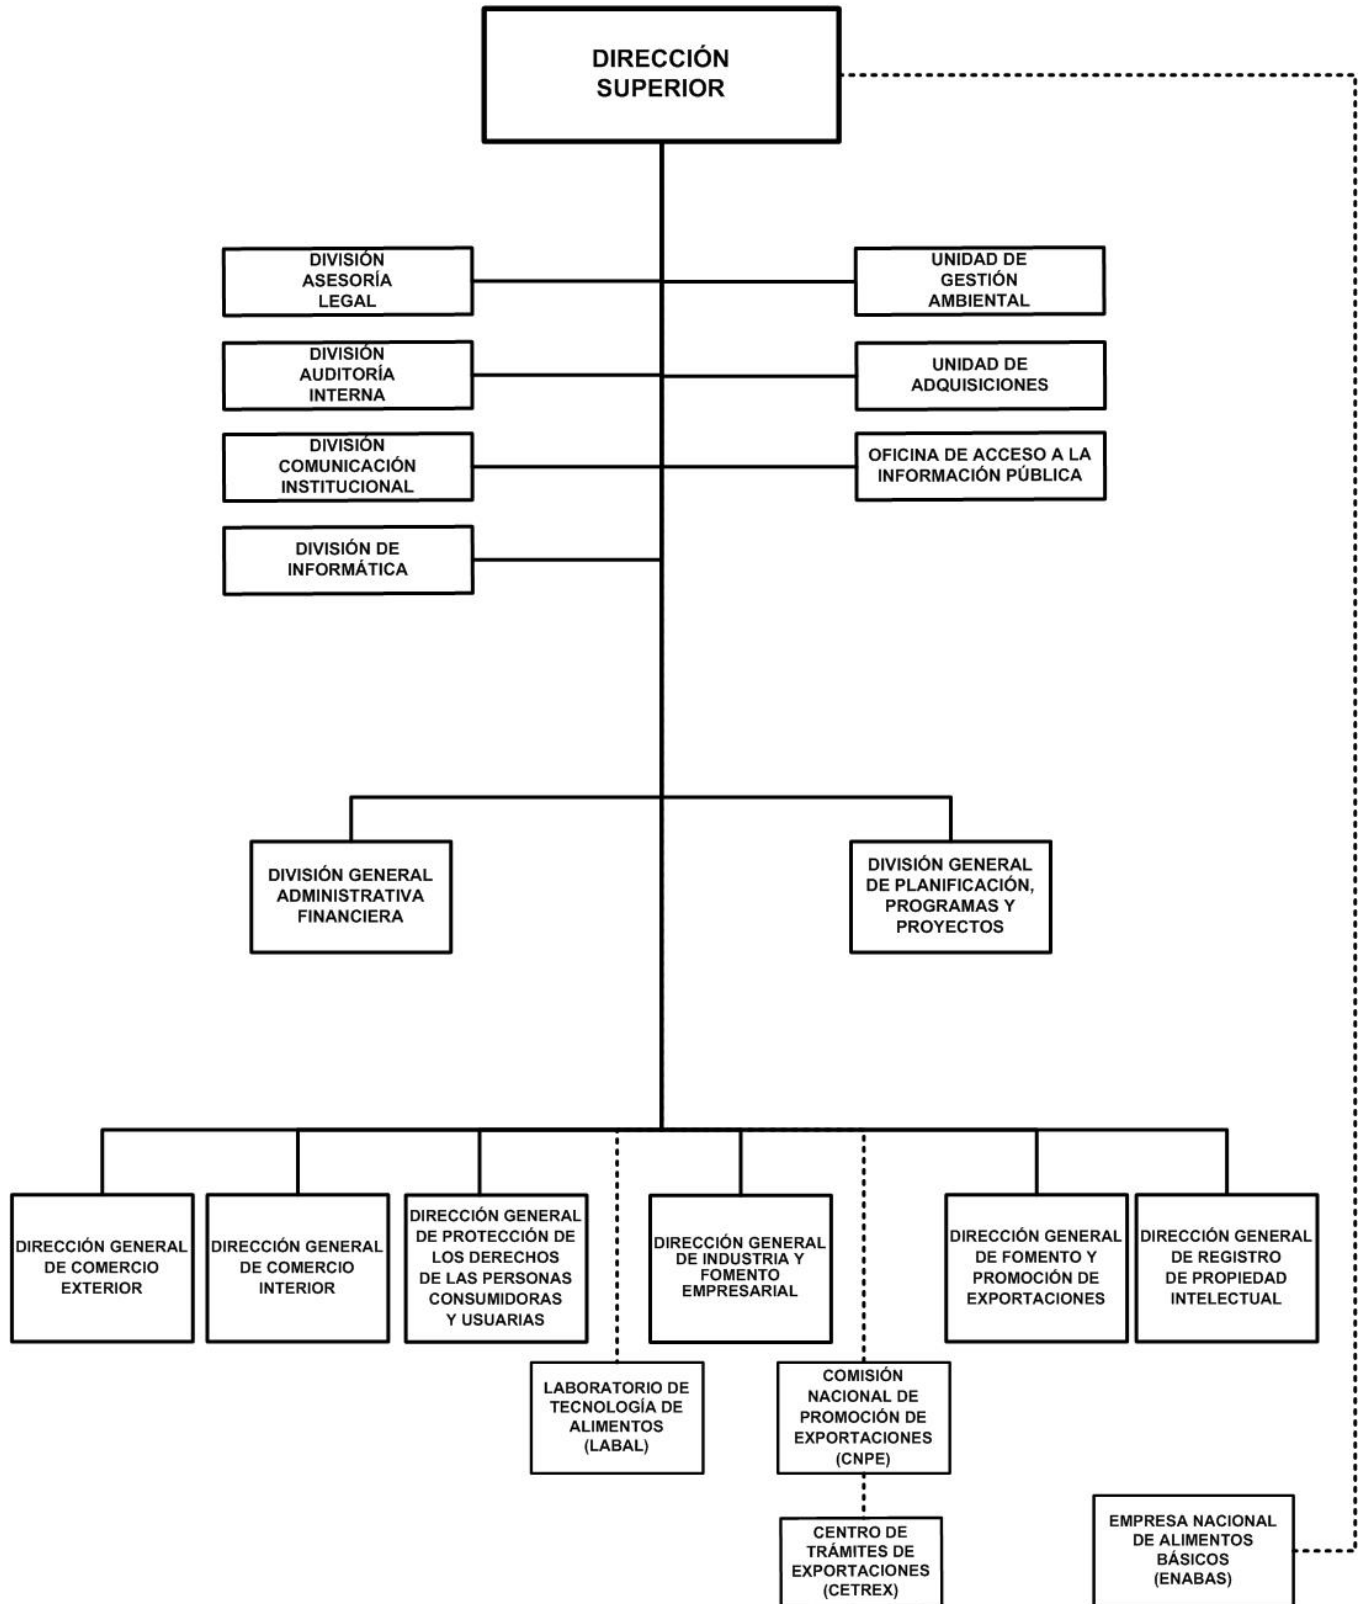 DIRECCIÓN
SUPERIOR
DIVISIÓN
ASESORÍA
LEGAL
UNIDAD DE
GESTIÓN
AMBIENTAL
DIVISIÓN
AUDITORÍA
INTERNA
UNIDAD DE
ADQUISICIONES
DIVISIÓN
COMUNICACIÓN
INSTITUCIONAL
OFICINA DE ACCESO A LA
INFORMACIÓN PÚBLICA
DIVISIÓN DE
INFORMÁTICA
DIVISIÓN GENERAL
ADMINISTRATIVA
FINANCIERA
DIVISIÓN GENERAL
DE PLANIFICACIÓN,
PROGRAMAS Y
PROYECTOS
DIRECCIÓN GENERAL
DE COMERCIO
EXTERIOR
DIRECCIÓN GENERAL
DE COMERCIO
INTERIOR
DIRECCIÓN GENERAL
DE PROTECCIÓN DE
LOS DERECHOS
DE LAS PERSONAS
CONSUMIDORAS
Y USUARIAS
DIRECCIÓN GENERAL
DE INDUSTRIA Y
FOMENTO
EMPRESARIAL
DIRECCIÓN GENERAL
DE FOMENTO Y
PROMOCIÓN DE
EXPORTACIONES
DIRECCIÓN GENERAL
DE REGISTRO
DE PROPIEDAD
INTELECTUAL
LABORATORIO DE
TECNOLOGÍA DE
ALIMENTOS
(LABAL)
COMISIÓN
NACIONAL DE
PROMOCIÓN DE
EXPORTACIONES
(CNPE)
CENTRO DE
TRÁMITES DE
EXPORTACIONES
(CETREX)
EMPRESA NACIONAL
DE ALIMENTOS
BÁSICOS
(ENABAS)